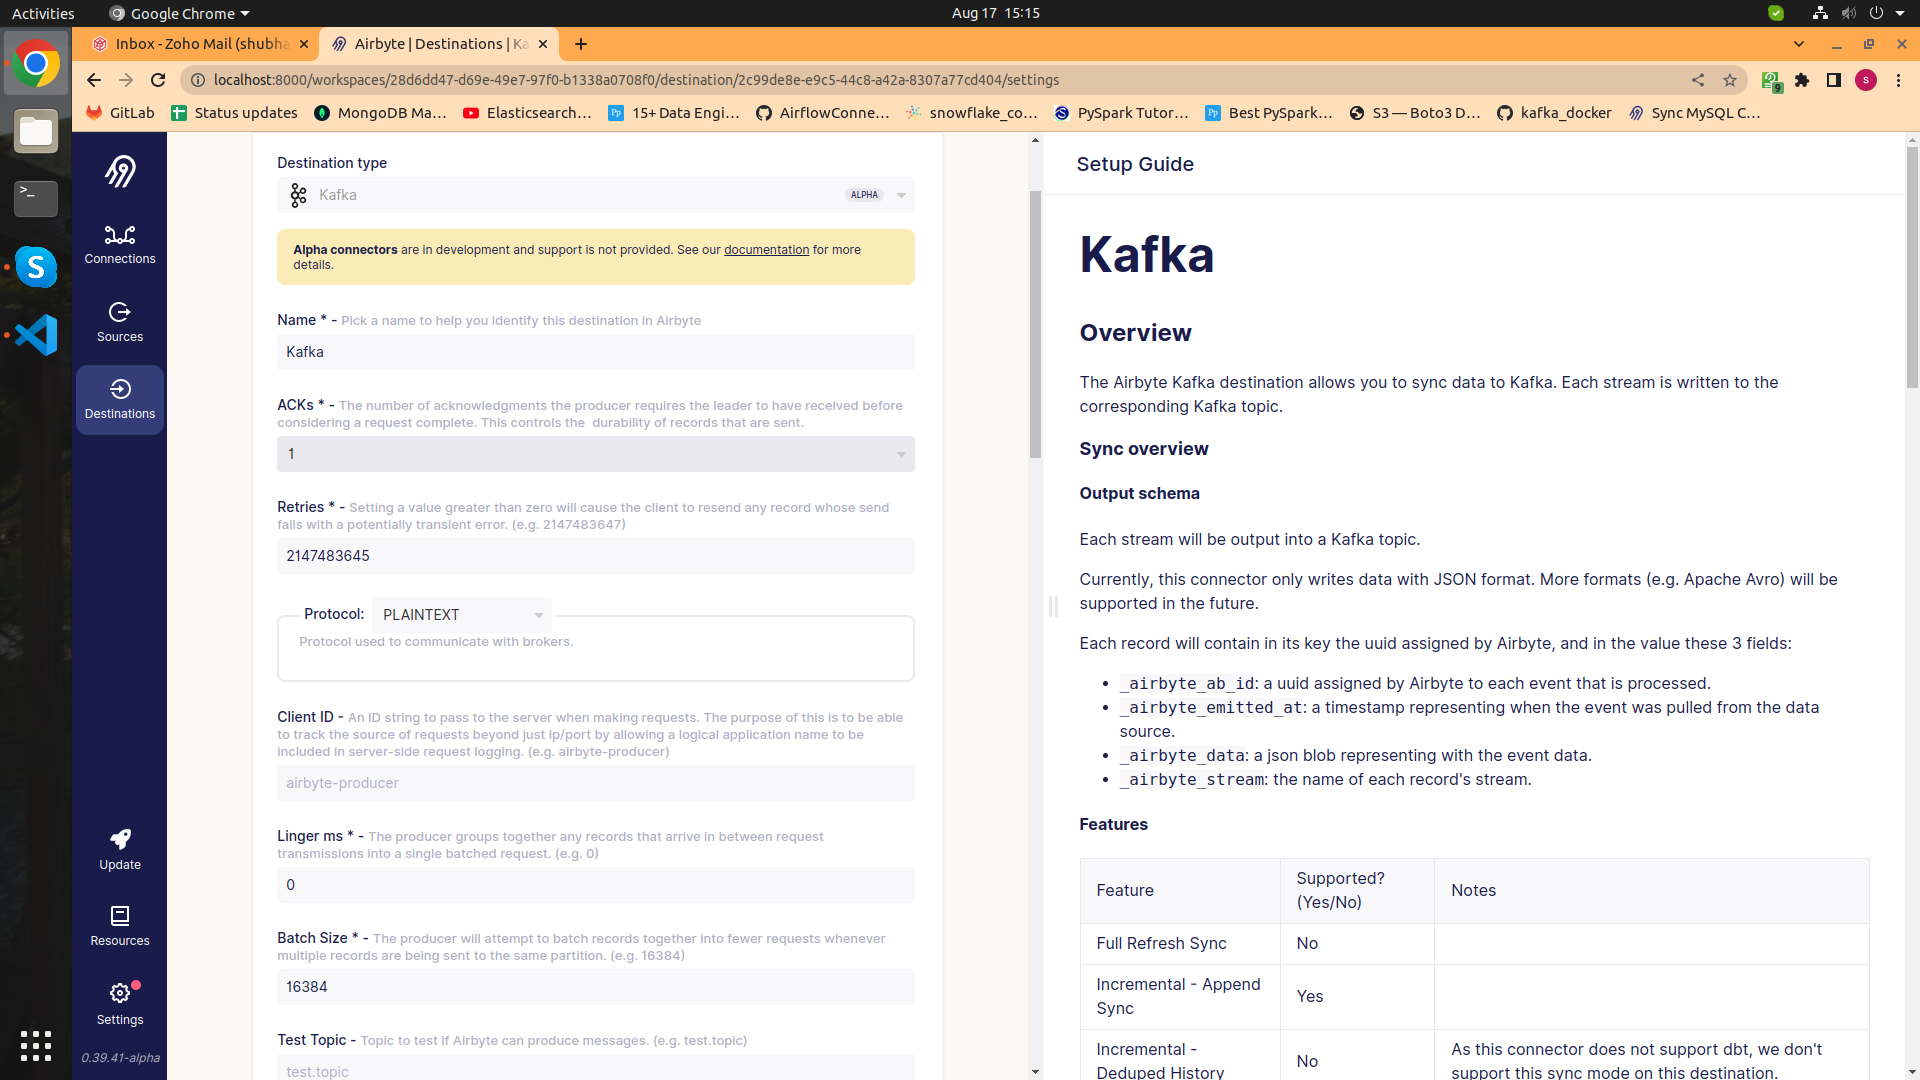 Activities
Google Chrome
Aug 17 15:15
Inbox - Zoho Mail (shubha
Airbyte | Destinations | Ka
localhost:8000/workspaces/28d6dd47-d69e-49e7-97f0-b1338a0708f0/destination/2c99de8e-e9c5-44c8-a42a-8307a77cd404/settings
9
S
GitLab
Status updates
MongoDB Ma...
Elasticsearch...
15+ Data Engi...
AirflowConne...
snowflake_co...
PySpark Tutor...
Best PySpark...
S3 — Boto3 D...
kafka_docker
Sync MySQL C...
Connections
Sources
Destinations
Update
Resources
Settings
0.39.41-alpha
Destination type
Kafka
ALPHA
Alpha connectors are in development and support is not provided. See our documentation for more
details.
Name * - Pick a name to help you identify this destination in Airbyte
Kafka
ACKs * - The number of acknowledgments the producer requires the leader to have received before
considering a request complete. This controls the durability of records that are sent.
1
Retries * - Setting a value greater than zero will cause the client to resend any record whose send
fails with a potentially transient error. (e.g. 2147483647)
2147483645
Protocol: PLAINTEXT
Protocol used to communicate with brokers.
Client ID - An ID string to pass to the server when making requests. The purpose of this is to be able
to track the source of requests beyond just ip/port by allowing a logical application name to be
included in server-side request logging. (e.g. airbyte-producer)
airbyte-producer
Linger ms * - The producer groups together any records that arrive in between request
transmissions into a single batched request. (e.g. 0)
0
Batch Size * - The producer will attempt to batch records together into fewer requests whenever
multiple records are being sent to the same partition. (e.g. 16384)
16384
Test Topic - Topic to test if Airbyte can produce messages. (e.g. test.topic)
test.topic
Setup Guide
Kafka
Overview
The Airbyte Kafka destination allows you to sync data to Kafka. Each stream is written to the
corresponding Kafka topic.
Sync overview
Output schema
Each stream will be output into a Kafka topic.
Currently, this connector only writes data with JSON format. More formats (e.g. Apache Avro) will be
supported in the future.
Each record will contain in its key the uuid assigned by Airbyte, and in the value these 3 fields:
• _airbyte_ab_id: a uuid assigned by Airbyte to each event that is processed.
• _airbyte_emitted_at: a timestamp representing when the event was pulled from the data
source.
• _airbyte_data: a json blob representing with the event data.
• _airbyte_stream: the name of each record's stream.
Features
Feature
Supported?
(Yes/No)
Notes
Full Refresh Sync
No
Incremental - Append
Sync
Yes
Incremental -
Deduped History
No
As this connector does not support dbt, we don't
support this sync mode on this destination.